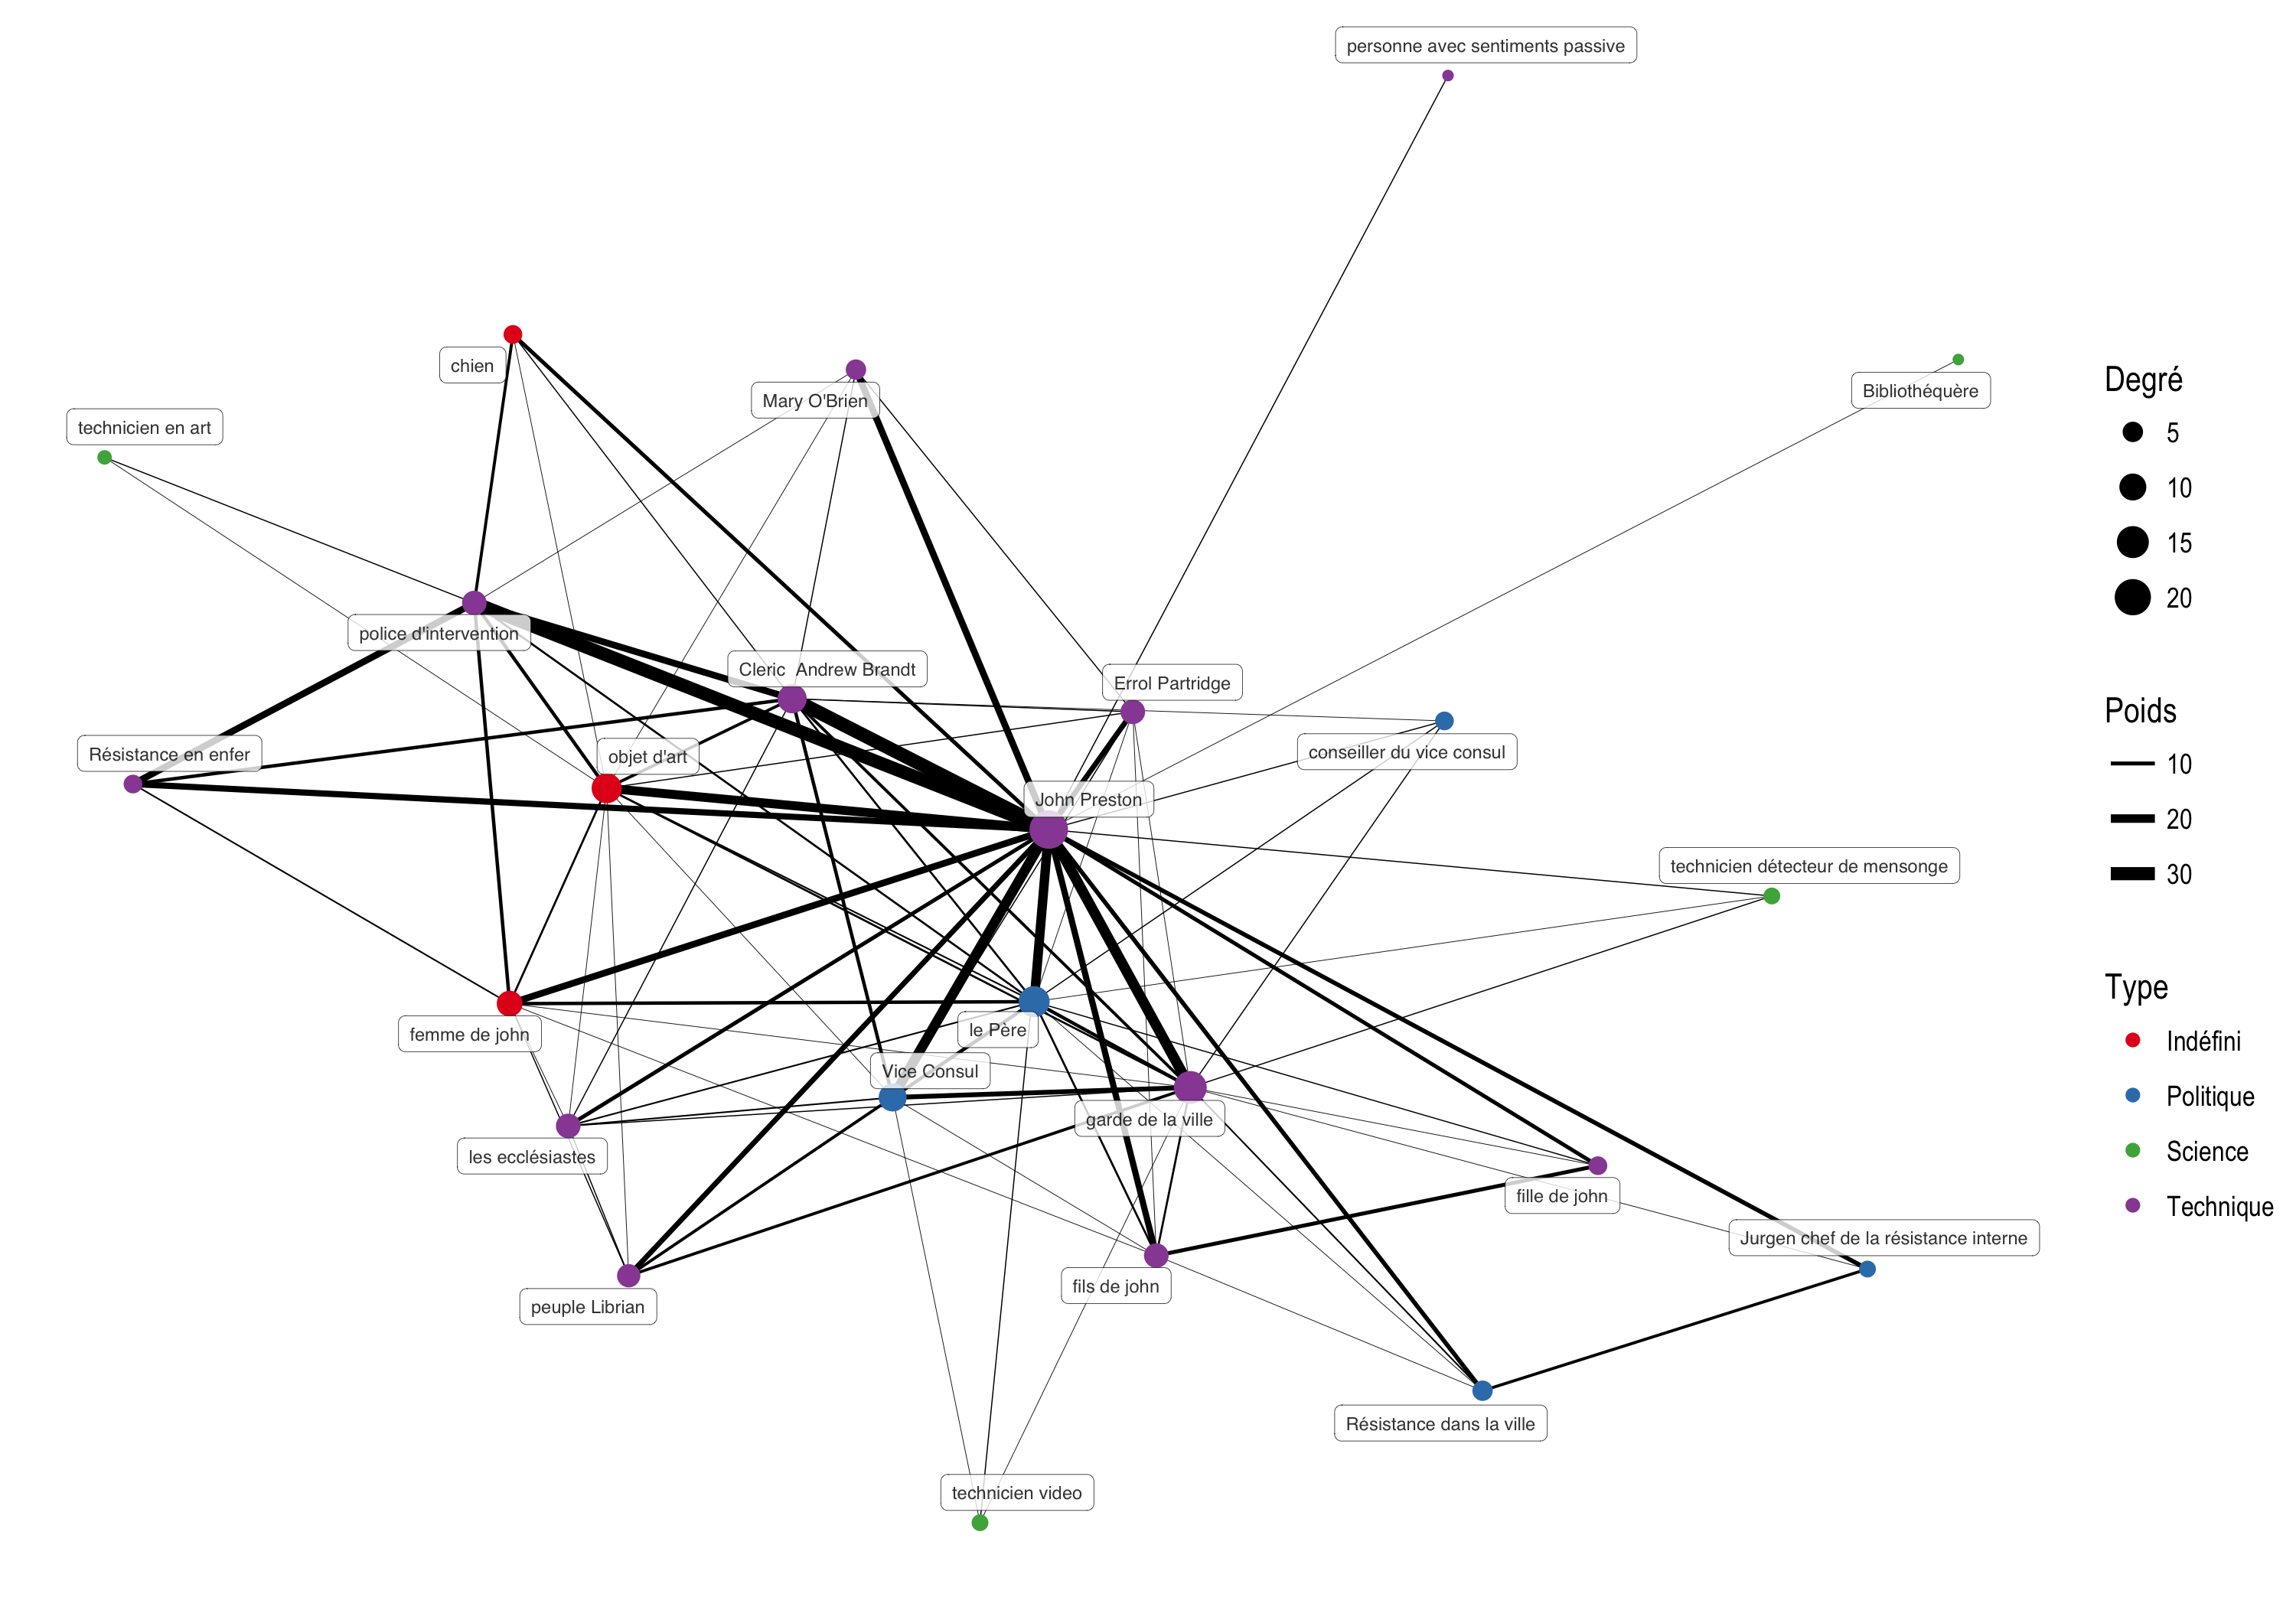 personne avec sentiments passive
chien
Mary O'Brien
Bibliothéquère
technicien en art
police d'intervention
Cleric  Andrew Brandt
Errol Partridge
Résistance en enfer
objet d'art
conseiller du vice consul
John Preston
technicien détecteur de mensonge
femme de john
le Père
Vice Consul
garde de la ville
les ecclésiastes
fille de john
Jurgen chef de la résistance interne
fils de john
peuple Librian
Résistance dans la ville
technicien video
Degré
5
10
15
20
Poids
10
20
30
Type
Indéfini
Politique
Science
Technique